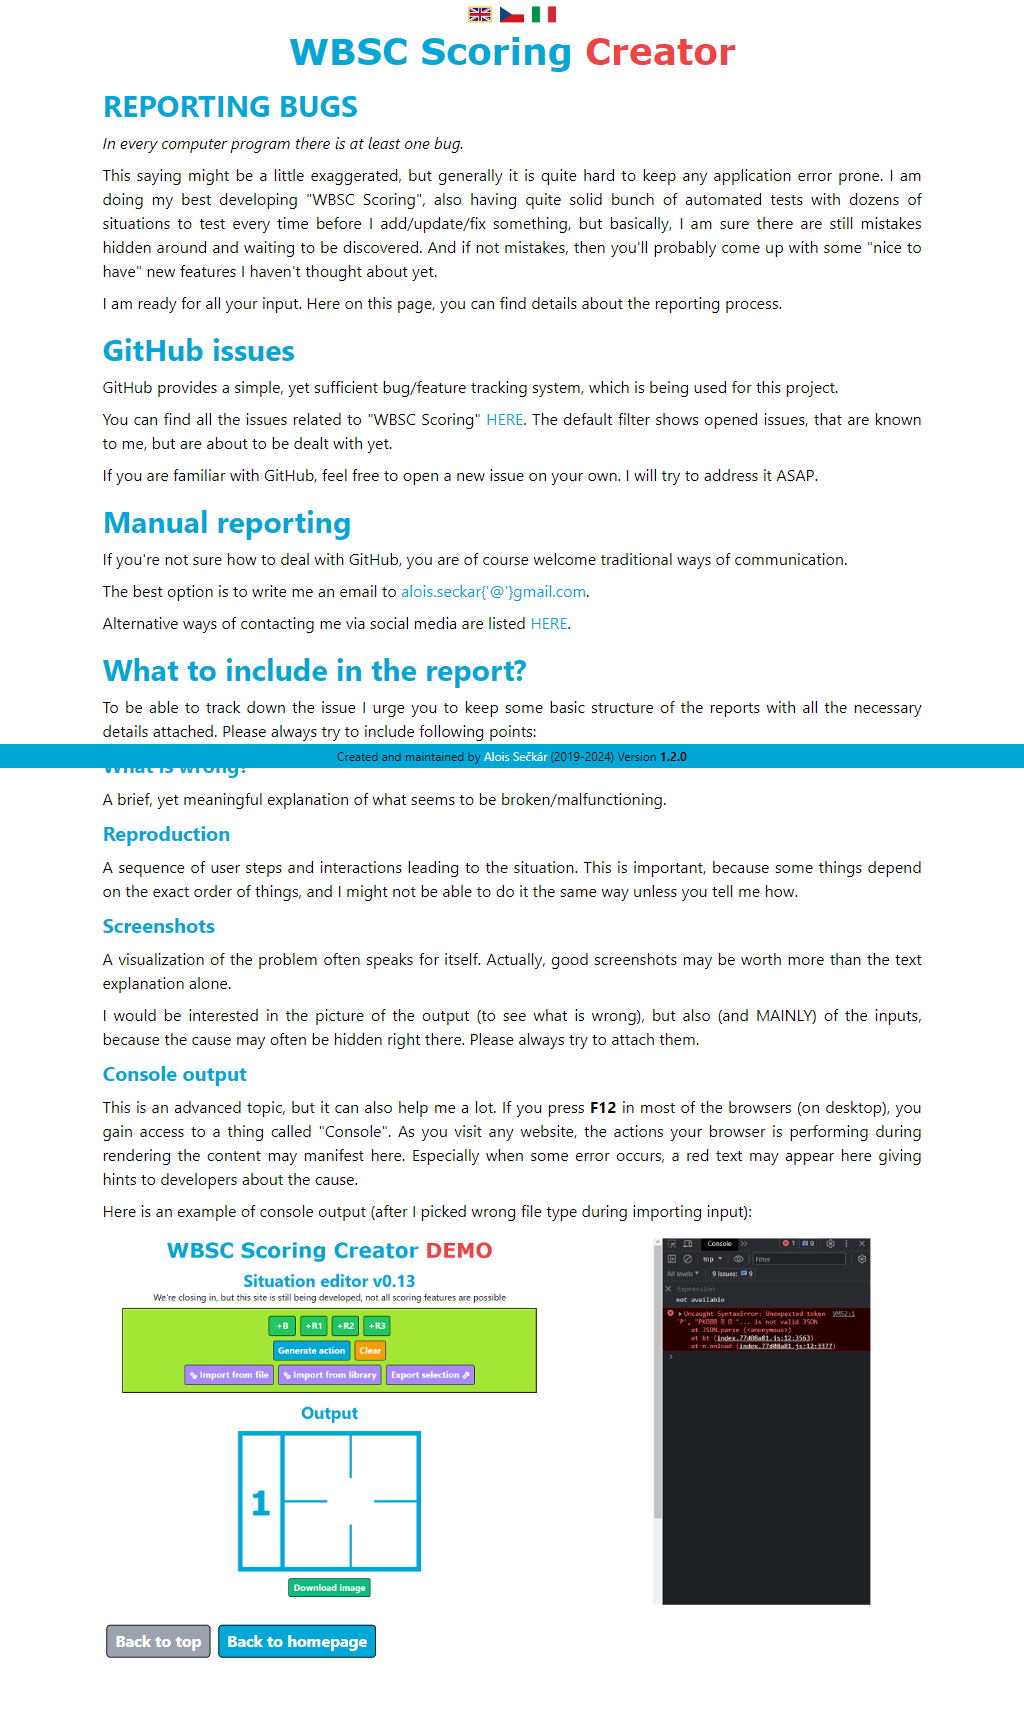 WBSC Scoring Creator
REPORTING BUGS
In every computer program there is at least one bug.
This saying might be a little exaggerated, but generally it is quite hard to keep any application error prone. I am
doing my best developing "WBSC Scoring", also having quite solid bunch of automated tests with dozens of
situations to test every time before I add/update/fix something, but basically, I am sure there are still mistakes
hidden around and waiting to be discovered. And if not mistakes, then you'll probably come up with some "nice to
have" new features I haven't thought about yet.
I am ready for all your input. Here on this page, you can find details about the reporting process.
GitHub issues
GitHub provides a simple, yet sufficient bug/feature tracking system, which is being used for this project.
You can find all the issues related to "WBSC Scoring" HERE. The default filter shows opened issues, that are known
to me, but are about to be dealt with yet.
If you are familiar with GitHub, feel free to open a new issue on your own. I will try to address it ASAP.
Manual reporting
If you're not sure how to deal with GitHub, you are of course welcome traditional ways of communication.
The best option is to write me an email to alois.seckar{'@'}gmail.com.
Alternative ways of contacting me via social media are listed HERE.
What to include in the report?
To be able to track down the issue I urge you to keep some basic structure of the reports with all the necessary
details attached. Please always try to include following points:
Created and maintained by Alois Sečkár (2019-2024) Version 1.2.0
What is wrong?
A brief, yet meaningful explanation of what seems to be broken/malfunctioning.
Reproduction
A sequence of user steps and interactions leading to the situation. This is important, because some things depend
on the exact order of things, and I might not be able to do it the same way unless you tell me how.
Screenshots
A visualization of the problem often speaks for itself. Actually, good screenshots may be worth more than the text
explanation alone.
I would be interested in the picture of the output (to see what is wrong), but also (and MAINLY) of the inputs,
because the cause may often be hidden right there. Please always try to attach them.
Console output
This is an advanced topic, but it can also help me a lot. If you press F12 in most of the browsers (on desktop), you
gain access to a thing called "Console". As you visit any website, the actions your browser is performing during
rendering the content may manifest here. Especially when some error occurs, a red text may appear here giving
hints to developers about the cause.
Here is an example of console output (after I picked wrong file type during importing input):
WBSC Scoring Creator DEMO
Situation editor v0.13
We're closing in, but this site is still being developed, not all scoring features are possible
+B +R1 +R2 +R3
Generate action Clear
Import from file Import from library Export selection
Output
1
Download image
Console 1 9
top Filter
All levels 9 Issues: 9
Expression
not available
Uncaught SyntaxError: Unexpected token VM52:1
'P', "PK "... is not valid JSON
at JSON.parse (<anonymous>)
at bt (index.77d08a81.js:12:3563)
at n.onload (index.77d08a81.js:12:3377)
Back to top Back to homepage